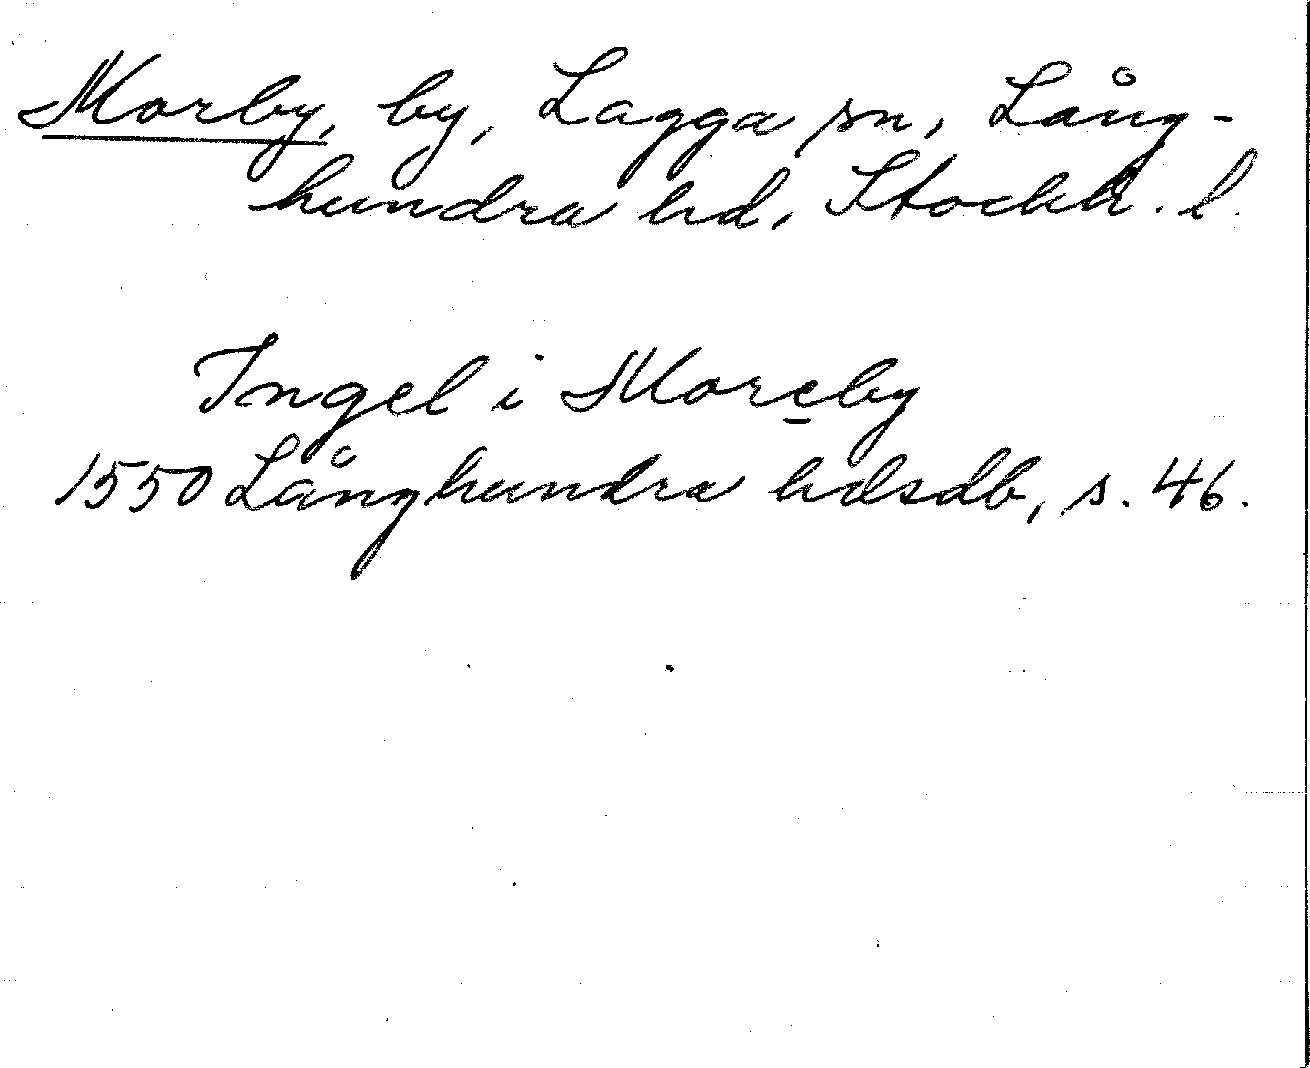 Morby, by, Lagga sn, Lång-
hundra hd, Stockh. l.
Ingel i Moreby
1550 Långhundra hdsdb, s. 46.